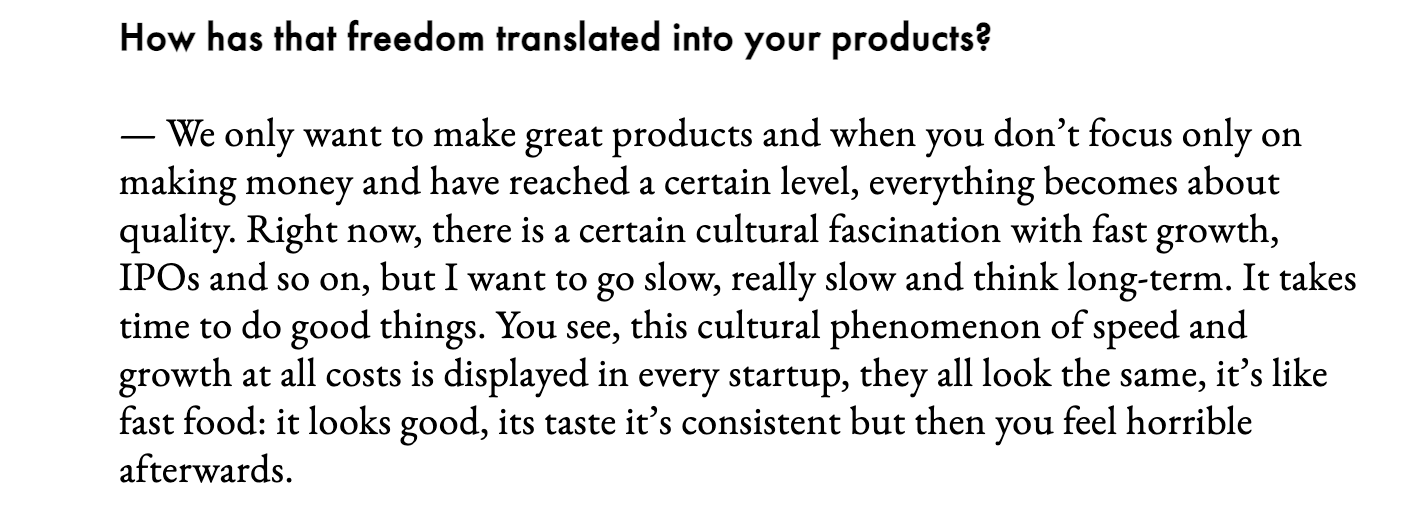 How has that freedom translated into your products?
— We only want to make great products and when you don’t focus only on
making money and have reached a certain level, everything becomes about
quality. Right now, there is a certain cultural fascination with fast growth,
IPOs and so on, but I want to go slow, really slow and think long-term. It takes
time to do good things. You see, this cultural phenomenon of speed and
growth at all costs is displayed in every startup, they all look the same, it’s like
fast food: it looks good, its taste it’s consistent but then you feel horrible
afterwards.